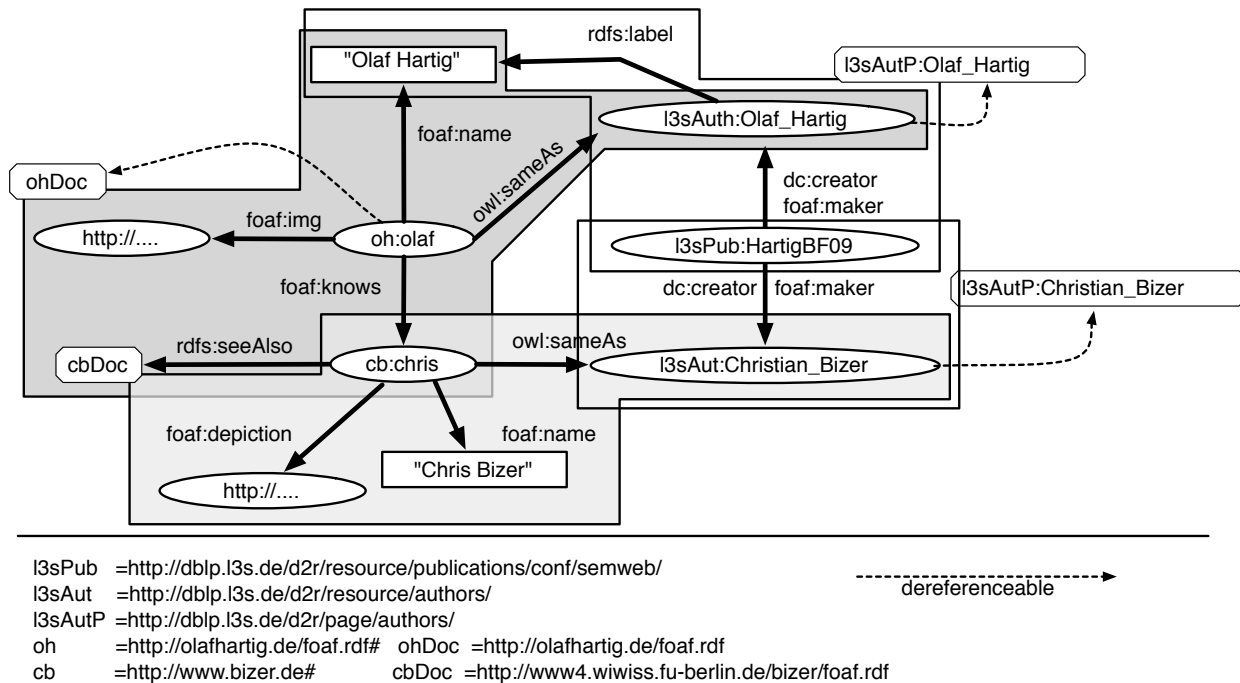 rdfs:label
"Olaf Hartig"
l3sAutP:Olaf_Hartig
l3sAuth:Olaf_Hartig
foaf:name
owl:sameAs
ohDoc
dc:creator
foaf:maker
foaf:img
http://....
oh:olaf
l3sPub:HartigBF09
foaf:knows
dc:creator foaf:maker
l3sAutP:Christian_Bizer
rdfs:seeAlso
owl:sameAs
cbDoc
cb:chris
l3sAut:Christian_Bizer
foaf:depiction
foaf:name
"Chris Bizer"
http://....
l3sPub =http://dblp.l3s.de/d2r/resource/publications/conf/semweb/
l3sAut =http://dblp.l3s.de/d2r/resource/authors/
dereferenceable
l3sAutP =http://dblp.l3s.de/d2r/page/authors/
oh =http://olafhartig.de/foaf.rdf# ohDoc =http://olafhartig.de/foaf.rdf
cb =http://www.bizer.de# cbDoc =http://www4.wiwiss.fu-berlin.de/bizer/foaf.rdf